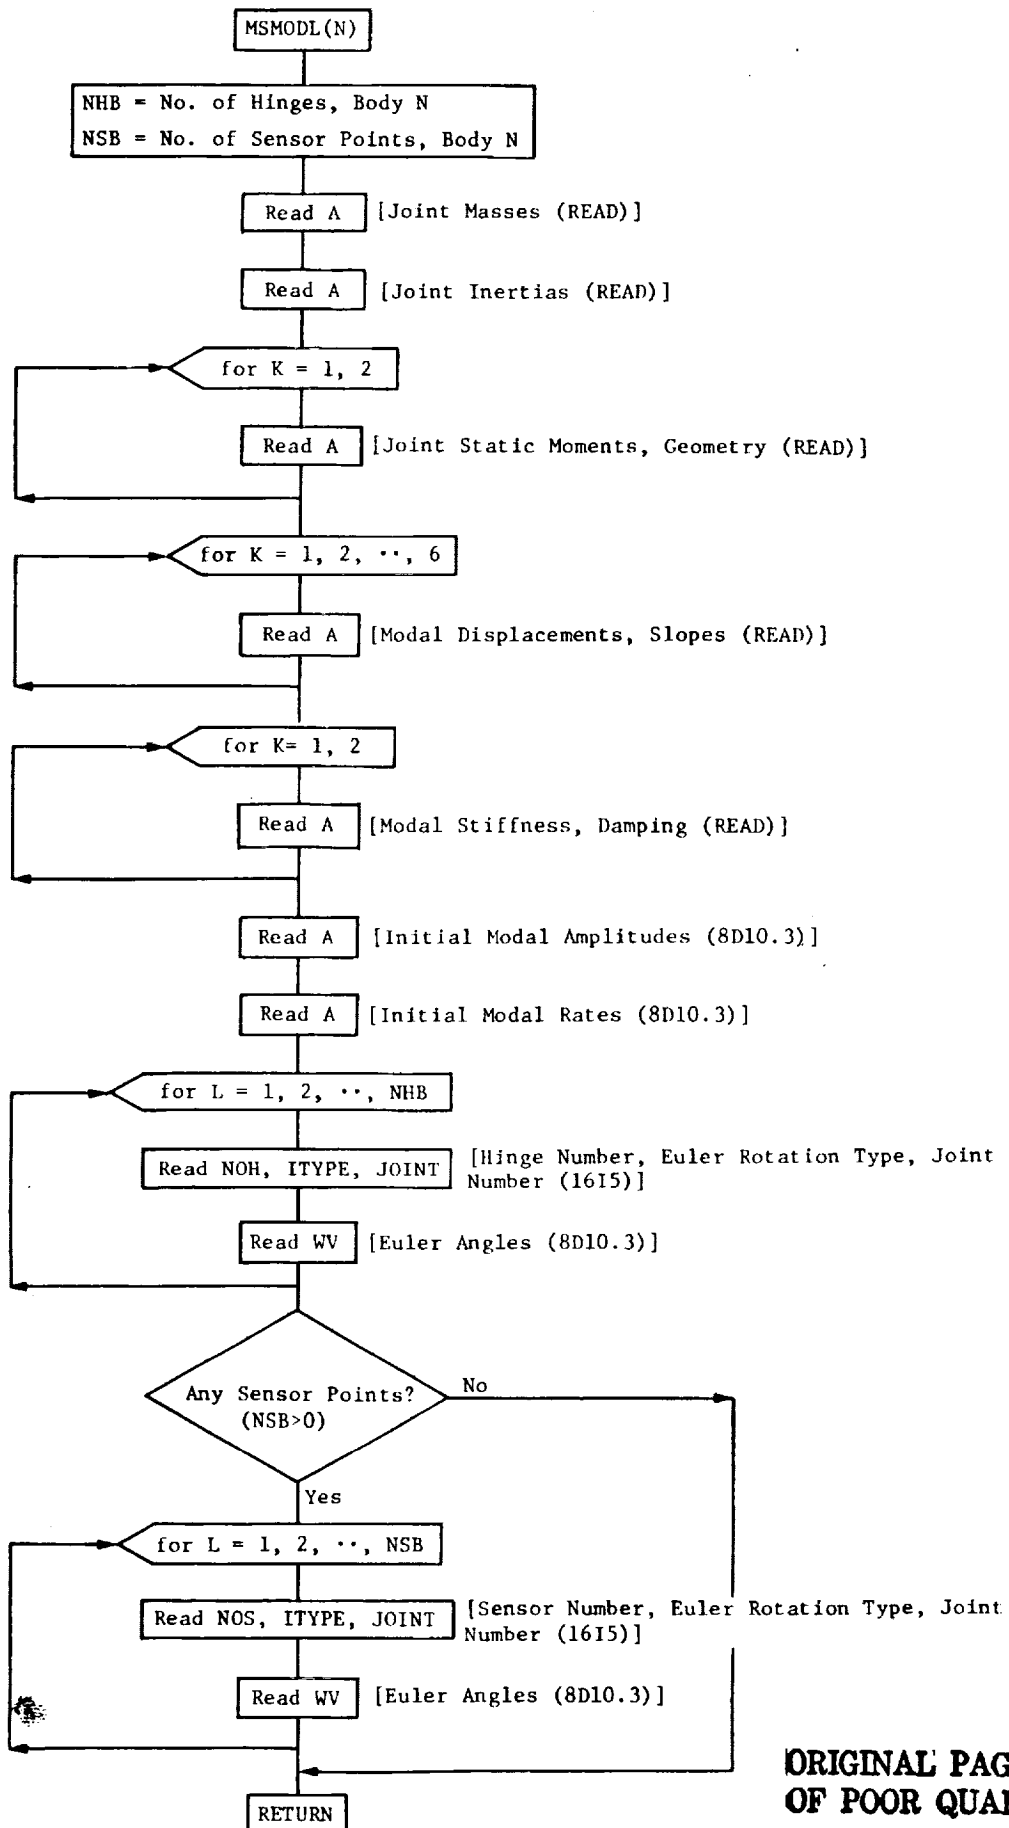 MSMODL(N)
NHB = No. of Hinges, Body N
NSB = No. of Sensor Points, Body N
Read A [Joint Masses (READ)]
Read A [Joint Inertias (READ)]
for K = 1, 2
Read A [Joint Static Moments, Geometry (READ)]
for K = 1, 2, ··, 6
Read A [Modal Displacements, Slopes (READ)]
for K= 1, 2
Read A [Modal Stiffness, Damping (READ)]
Read A [Initial Modal Amplitudes (8D10.3)]
Read A [Initial Modal Rates (8D10.3)]
for L = 1, 2, ··, NHB
Read NOH, ITYPE, JOINT [Hinge Number, Euler Rotation Type, Joint
Number (16I5)]
Read WV [Euler Angles (8D10.3)]
Any Sensor Points?
(NSB>0)
No
Yes
for L = 1, 2, ··, NSB
Read NOS, ITYPE, JOINT [Sensor Number, Euler Rotation Type, Joint
Number (16I5)]
Read WV [Euler Angles (8D10.3)]
RETURN
ORIGINAL PAG
OF POOR QUAL